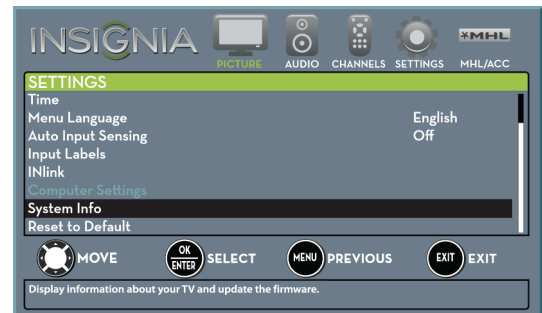 INSIGNIA
PICTURE AUDIO CHANNELS SETTINGS MHL/ACC
MHL
SETTINGS
Time
Menu Language English
Auto Input Sensing Off
Input Labels
INlink
Computer Settings
System Info
Reset to Default
MOVE OK ENTER SELECT MENU PREVIOUS EXIT EXIT
Display information about your TV and update the firmware.